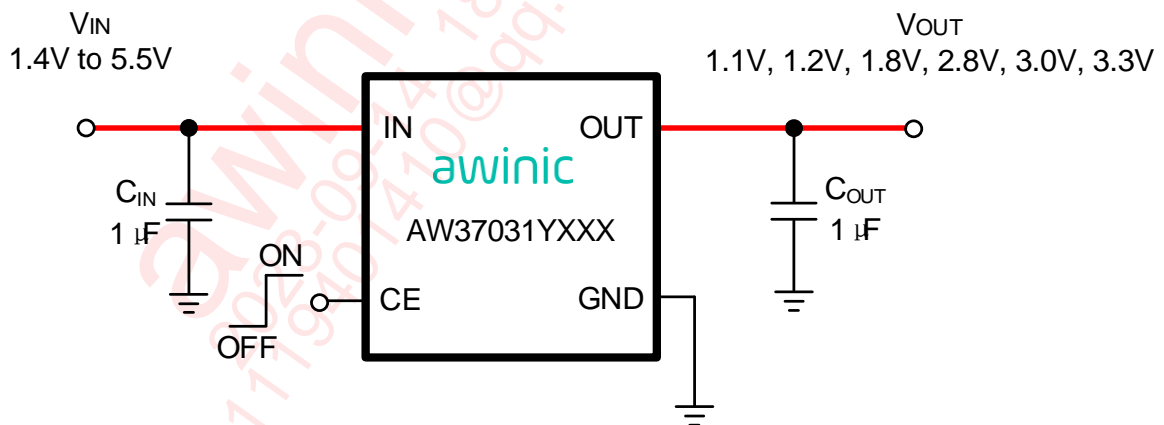 VIN
1.4V to 5.5V
VOUT
1.1V, 1.2V, 1.8V, 2.8V, 3.0V, 3.3V
IN
OUT
awinic
AW37031YXXX
CIN
1 μF
COUT
1 μF
ON
OFF
CE
GND